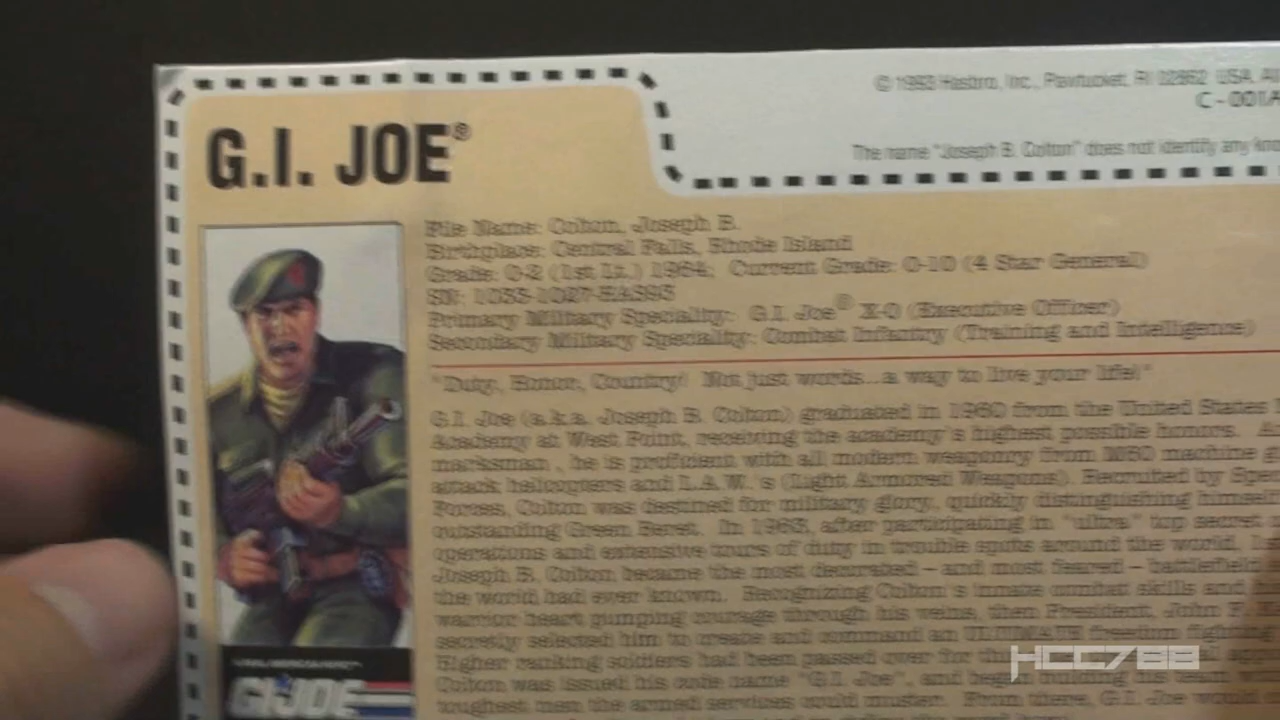 © 1993 Hasbro, Inc., Pawtucket, RI 02862 USA. All
C-001A
G.I. JOE®
The name "Joseph B. Colton" does not identify any
File Name: Colton, Joseph B.
Birthplace: Central Falls, Rhode Island
Grade: O-2 (1st Lt.) 1964; Current Grade: O-10 (4 Star General)
SN:
Primary Military Speciality: G.I. Joe® X-O (Executive Officer)
Secondary Military Speciality: Combat Infantry (Training and Intelligence)
"Duty, Honor, Country! Not just words...a way to live your life!"
G.I. Joe (a.k.a. Joseph B. Colton) graduated in 1960 from the United States
Academy at West Point, receiving the academy's highest possible honors.
marksman, he is proficient with all modern weaponry from M60 machine
attack helicopters and L.A.W.'s (Light Armored Weapons). Recruited by
Forces, Colton was destined for military glory, quickly distinguishing
outstanding Green Beret. In 1963, after participating in "ultra" top secret
operations and extensive tours of duty in trouble spots around the world,
Joseph B. Colton became the most decorated – and most feared – battlefield
the world had ever known. Recognizing Colton's innate combat skills and
warrior heart pumping courage through his veins, then President, John F.
secretly selected him to create and command an ULTIMATE freedom fighting
Higher ranking soldiers had been passed over for
Colton was issued his code name "G.I. Joe", and began building his team
toughest men the armed services could muster. From there, G.I. Joe would
G.I. JOE
HCC788